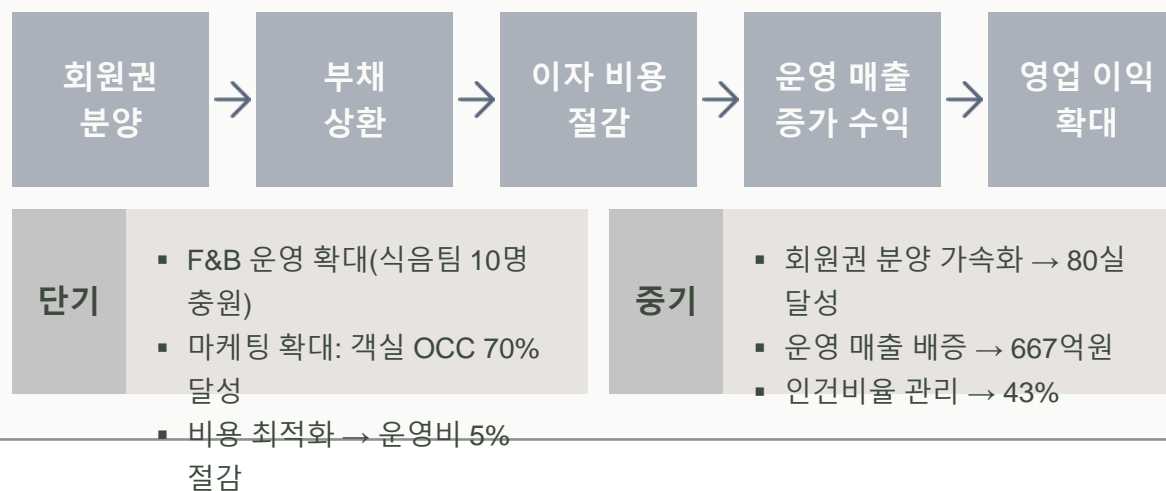 회원권
분양
→
부채
상환
→
이자 비용
절감
→
운영 매출
증가 수익
→
영업 이익
확대
단기
▪ F&B 운영 확대(식음팀 10명
충원)
▪ 마케팅 확대: 객실 OCC 70%
달성
▪ 비용 최적화 → 운영비 5%
절감
중기
▪ 회원권 분양 가속화 → 80실
달성
▪ 운영 매출 배증 → 667억원
▪ 인건비율 관리 → 43%